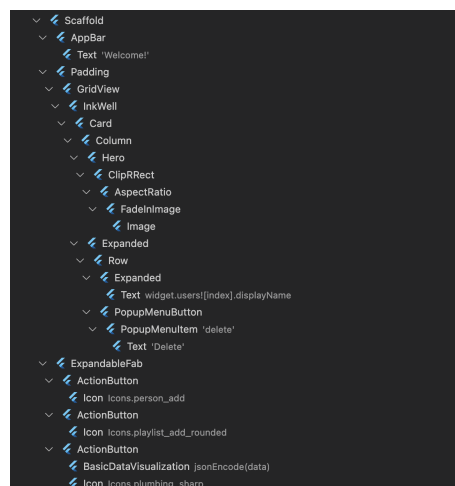 Scaffold
AppBar
Text 'Welcome!'
Padding
GridView
InkWell
Card
Column
Hero
ClipRRect
AspectRatio
FadeInImage
Image
Expanded
Row
Expanded
Text widget.users![index].displayName
PopupMenuButton
PopupMenuItem 'delete'
Text 'Delete'
ExpandableFab
ActionButton
Icon Icons.person_add
ActionButton
Icon Icons.playlist_add_rounded
ActionButton
BasicDataVisualization jsonEncode(data)
Icon Icons.plumbing_sharp